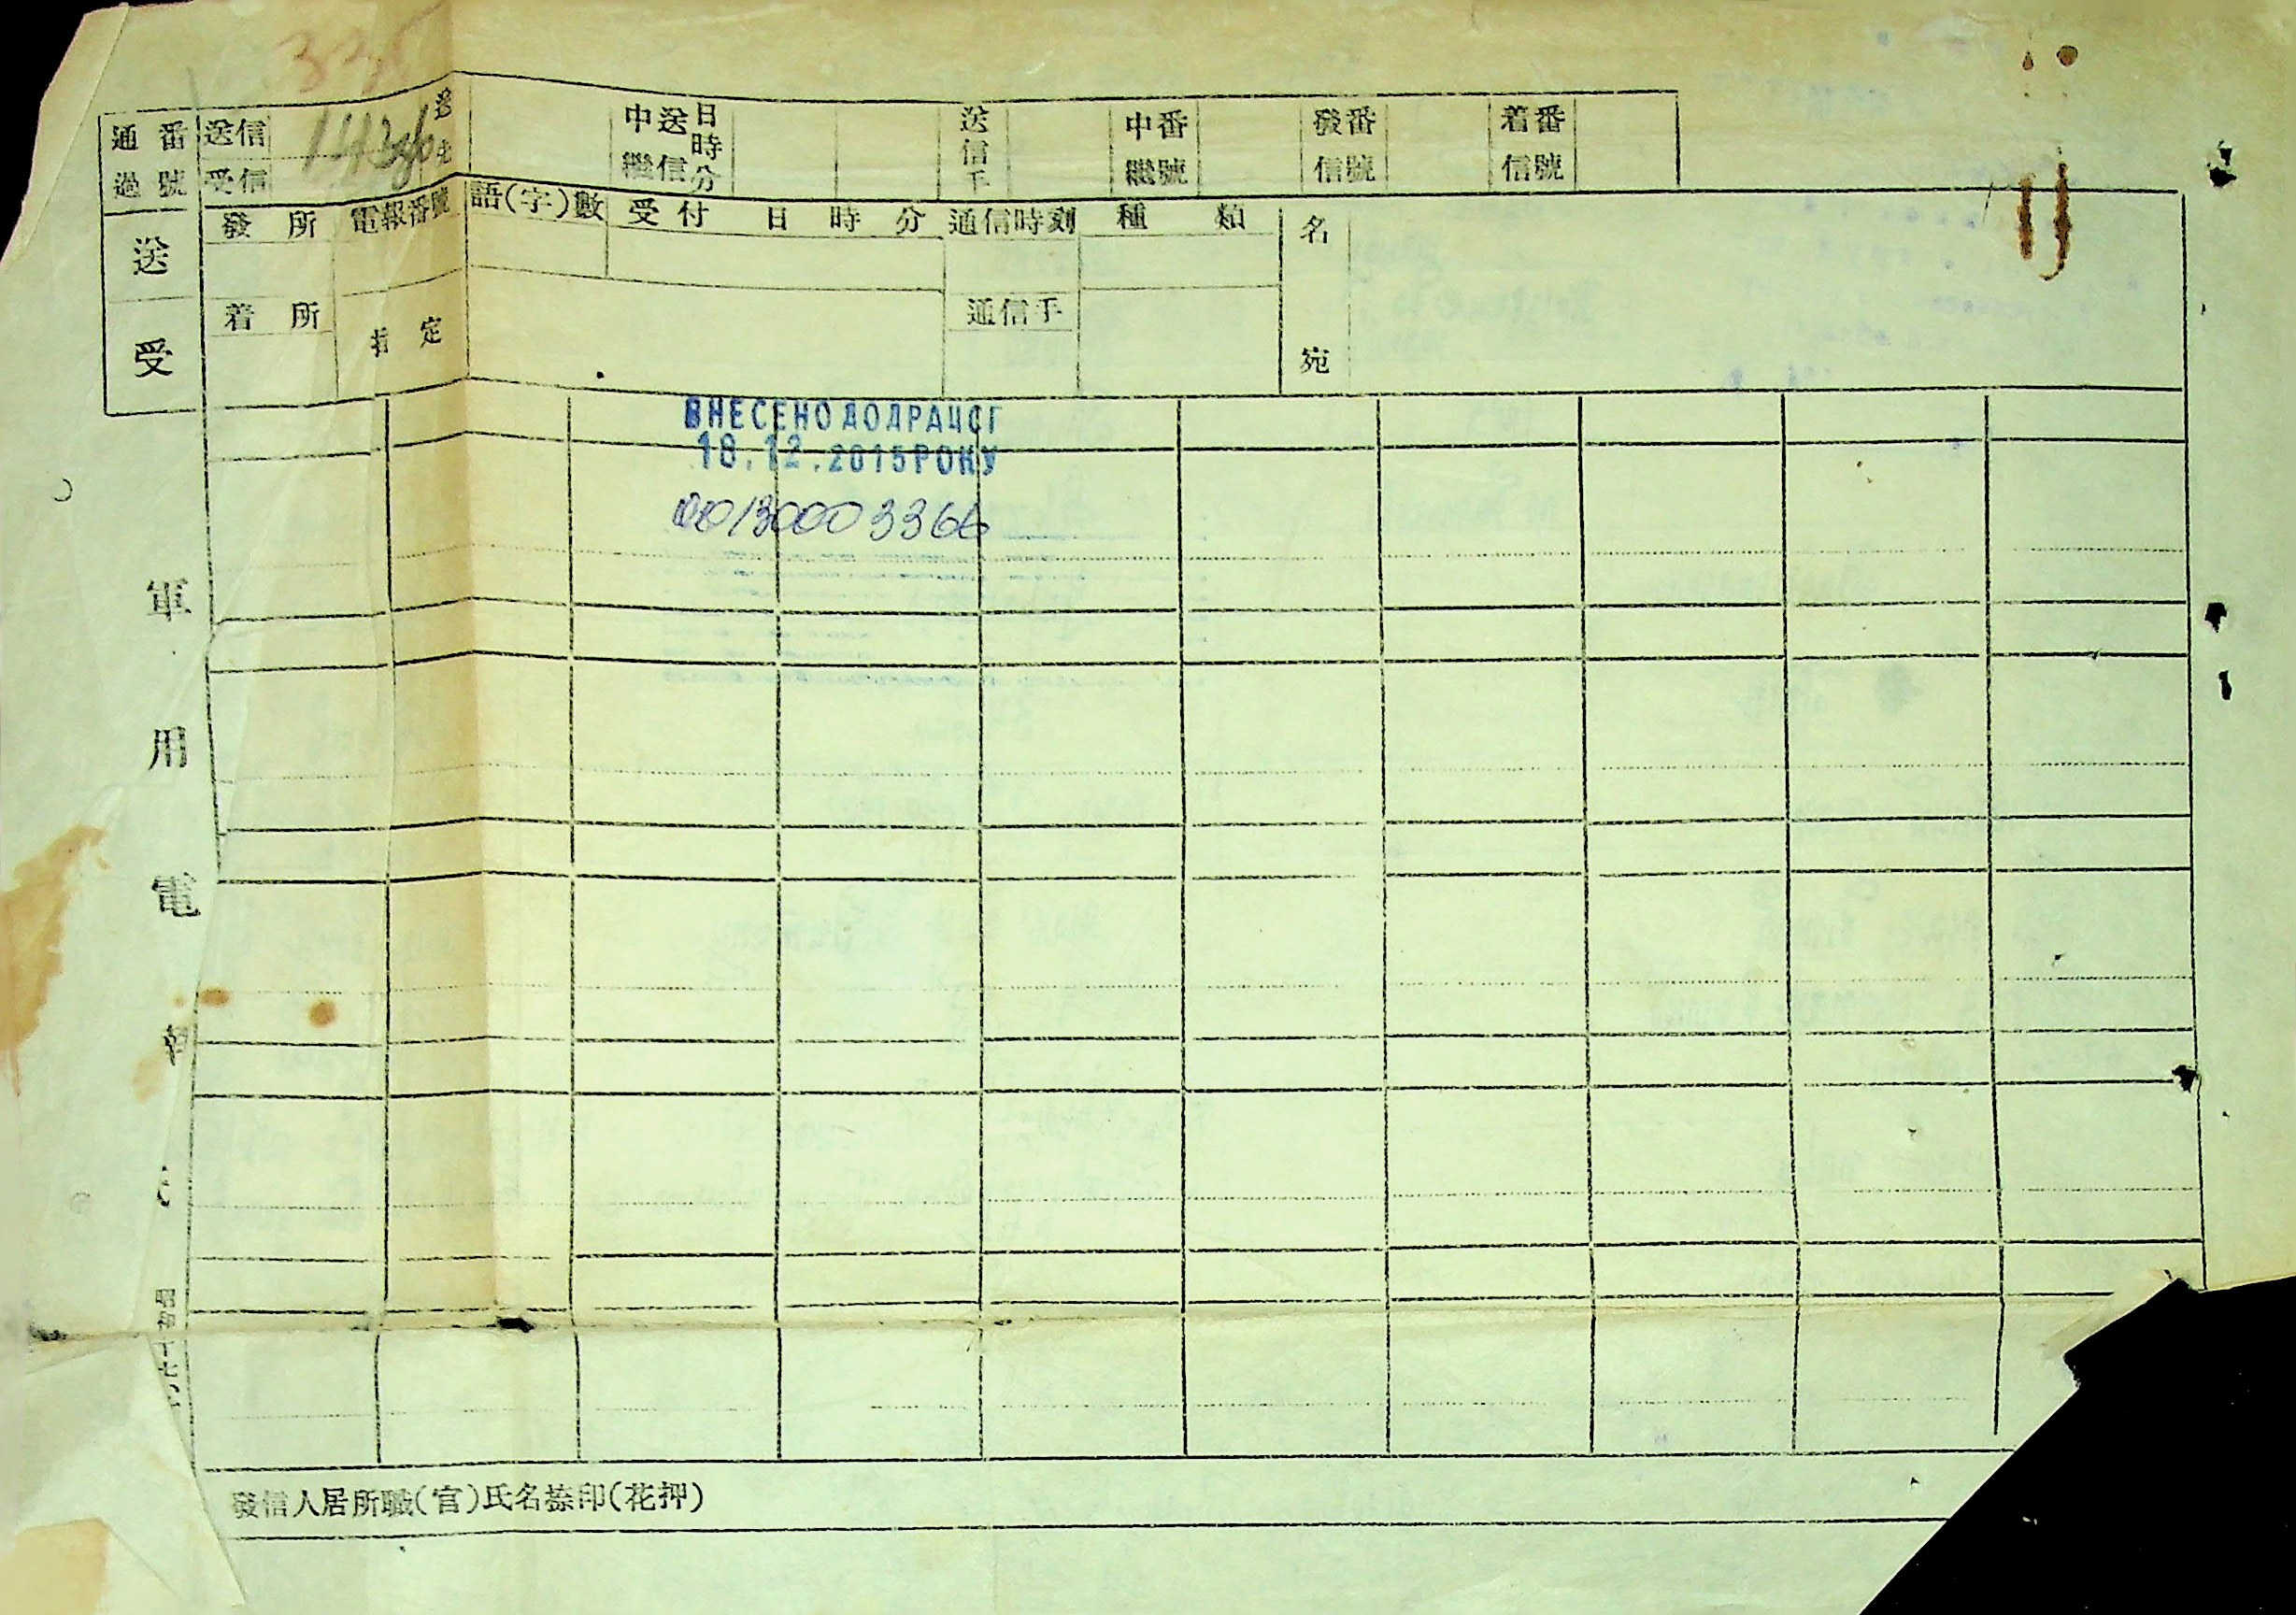 通過番號
送信
受信
143
中繼送信日時分
送信手
中繼番號
發信番號
着信番號
送
受
發所
電報番號
語(字)數
受付 日 時 分
通信時刻
種類
名
宛
着所
指定
通信手
ВНЕСЕНО ДО ДРАЦСГ
18.12.2015 РОКУ
00130003366
軍用電報
昭和十七
發信人居所職(官)氏名捺印(花押)